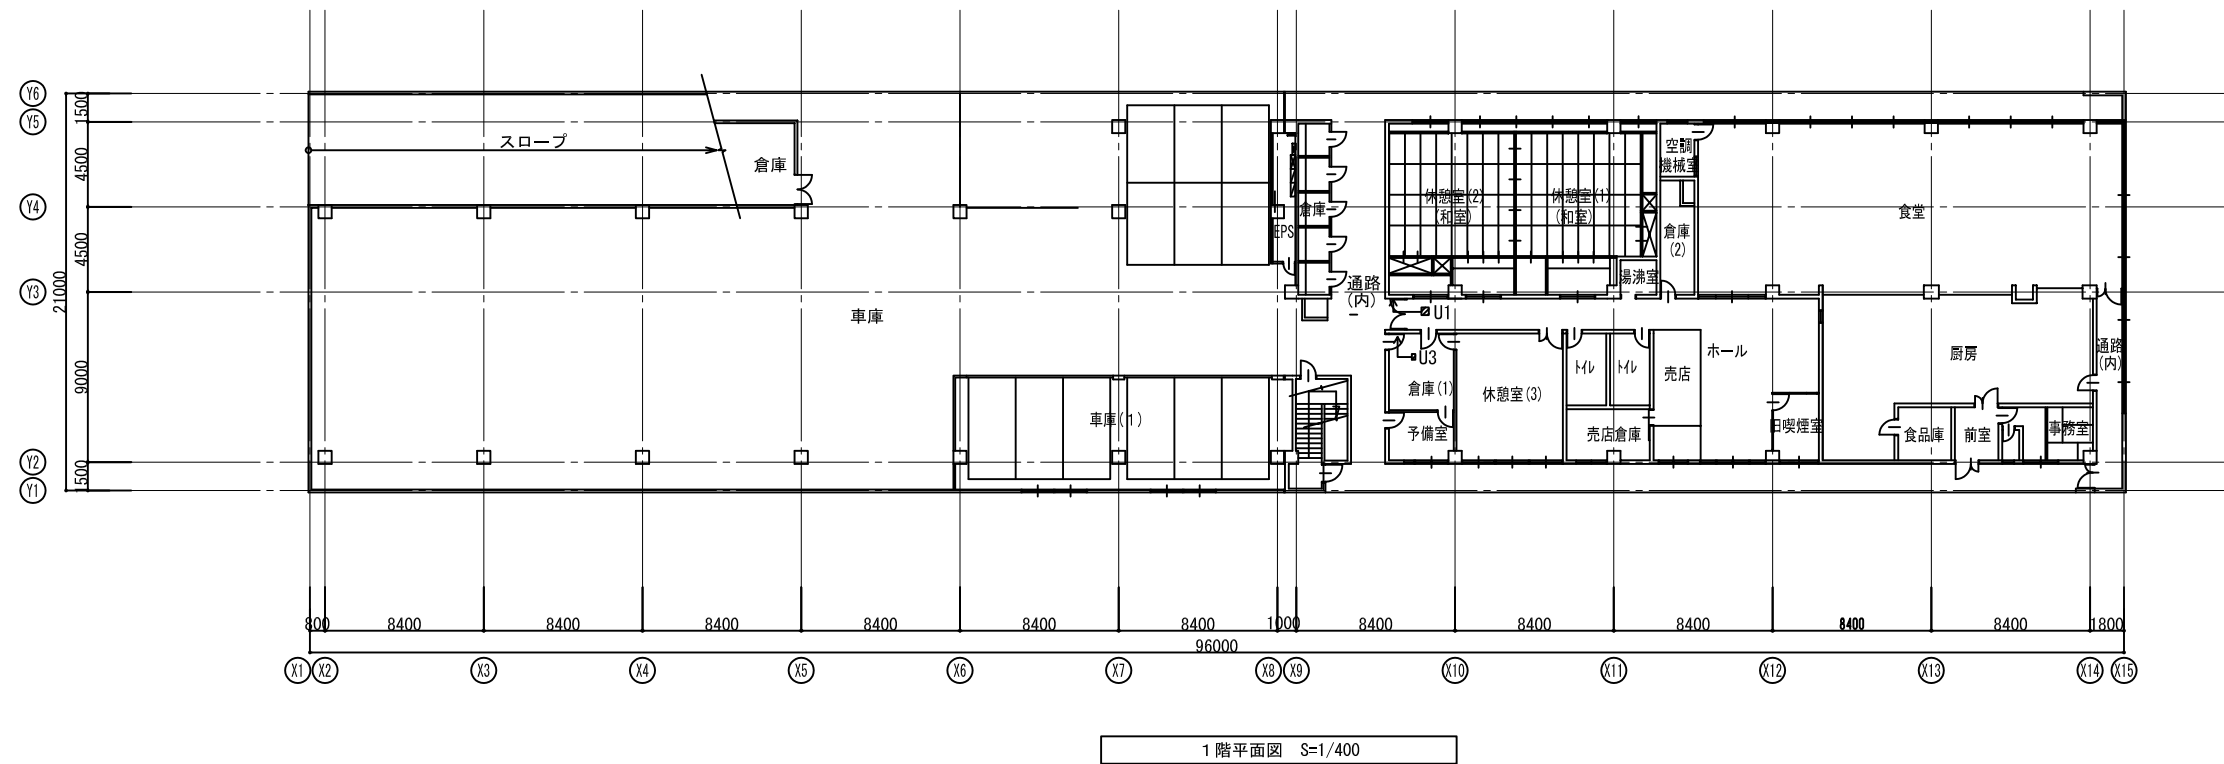 Y6
1500
Y5
スロープ
倉庫
4500
空調
機械室
Y4
休憩室(2)
(和室)
休憩室(1)
(和室)
倉庫
食堂
EPS
倉庫
(2)
4500
21000
湯沸室
Y3
通路
(内)
車庫
U1
ホール
厨房
通路
(内)
U3
9000
トイレ
トイレ
売店
倉庫(1)
休憩室(3)
車庫(1)
旧喫煙室
予備室
売店倉庫
食品庫
前室
事務室
Y2
1500
Y1
800
8400
8400
8400
8400
8400
8400
1000
8400
8400
8400
8400
8400
1800
96000
X1
X2
X3
X4
X5
X6
X7
X8
X9
X10
X11
X12
X13
X14
X15
1階平面図 S=1/400